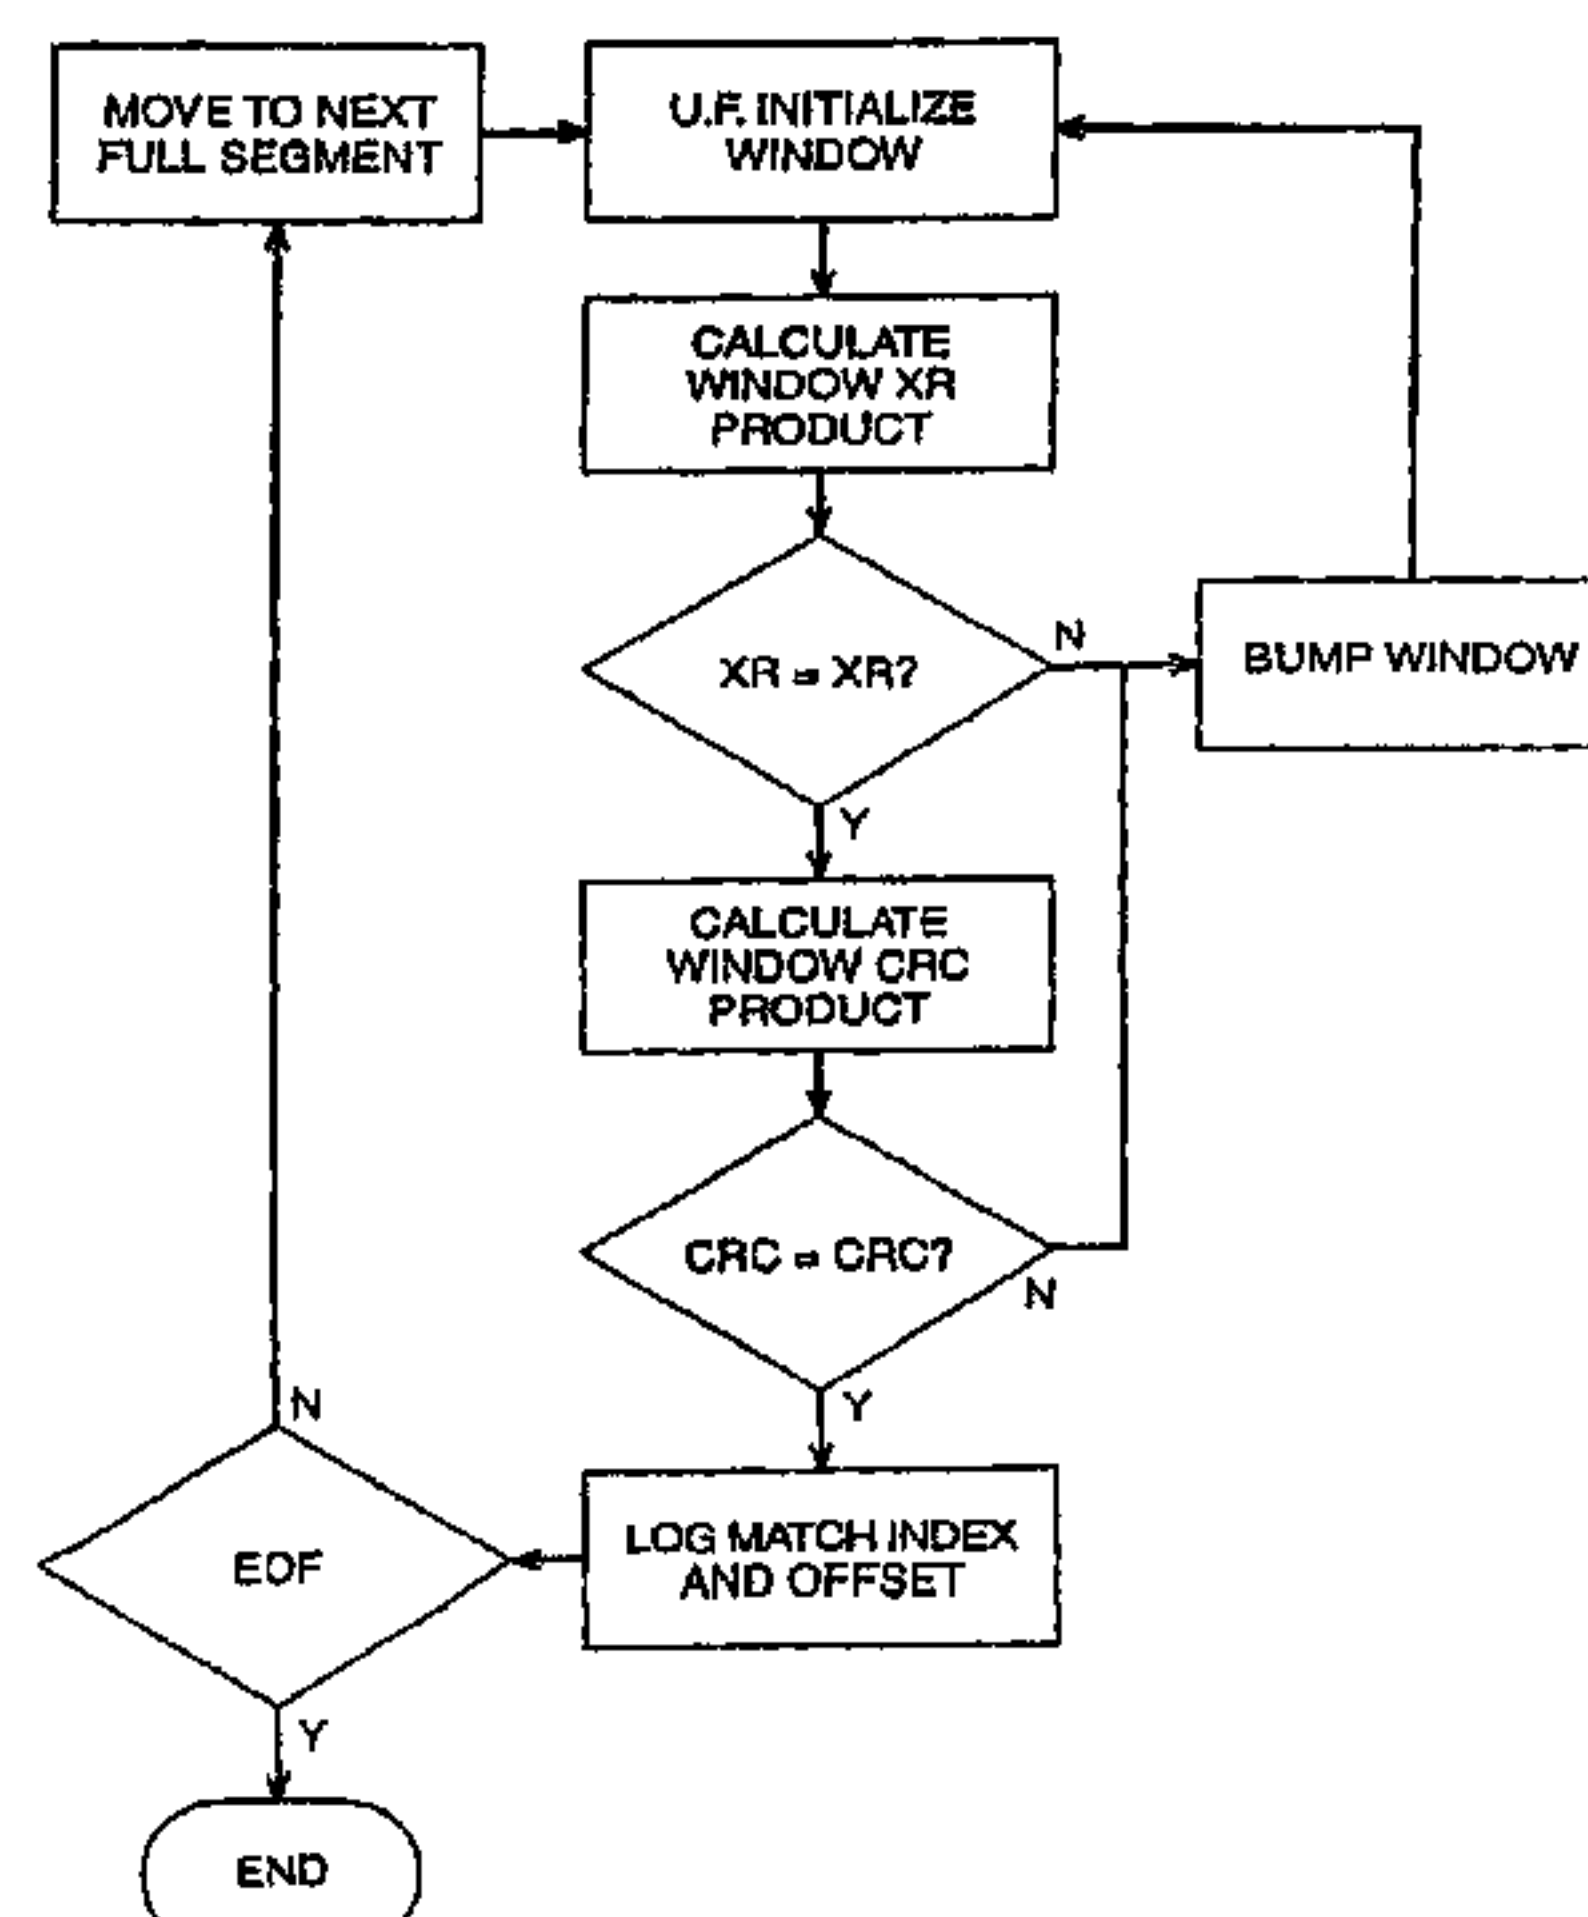 MOVE TO NEXT
FULL SEGMENT
U.F. INITIALIZE
WINDOW
CALCULATE
WINDOW XR
PRODUCT
XR = XR?
N
BUMP WINDOW
Y
CALCULATE
WINDOW CRC
PRODUCT
CRC = CRC?
N
Y
LOG MATCH INDEX
AND OFFSET
N
EOF
Y
END